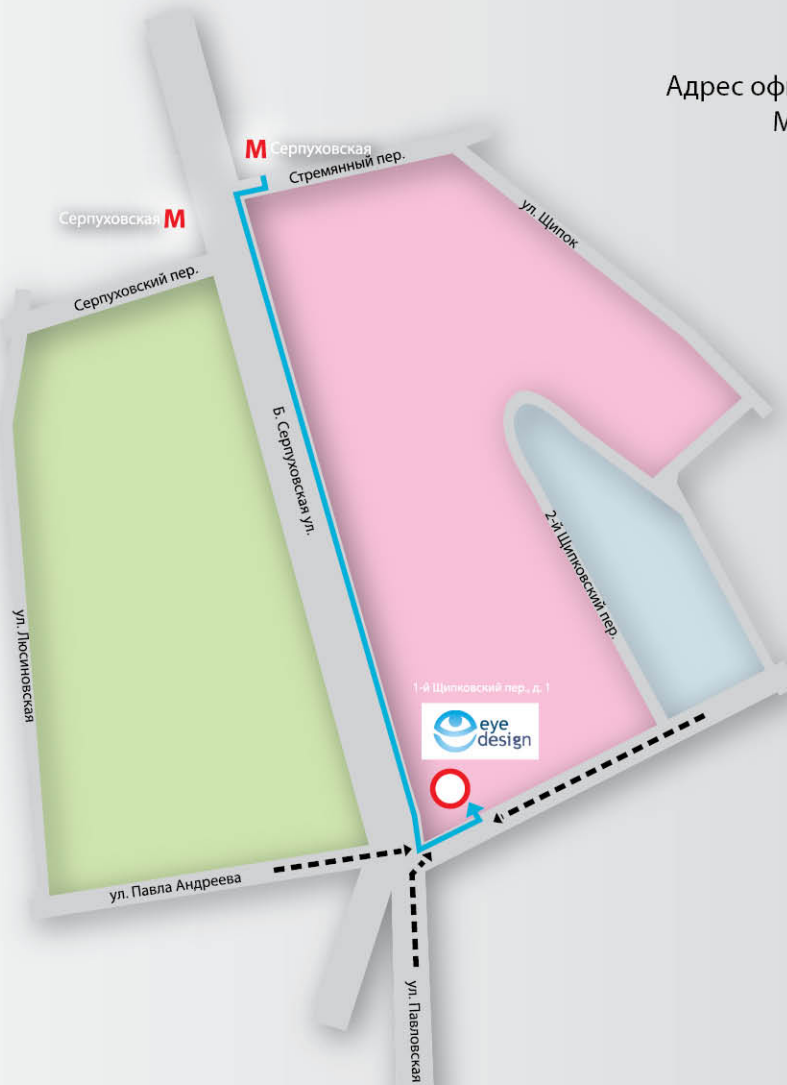 Адрес
М
М Серпуховская
Стремянный пер.
ул. Щипок
Серпуховская М
Серпуховский пер.
Б. Серпуховская ул.
2-й Щипковский пер.
ул. Люсиновская
1-й Щипковский пер., д. 1
eye
design
ул. Павла Андреева
ул. Павловская